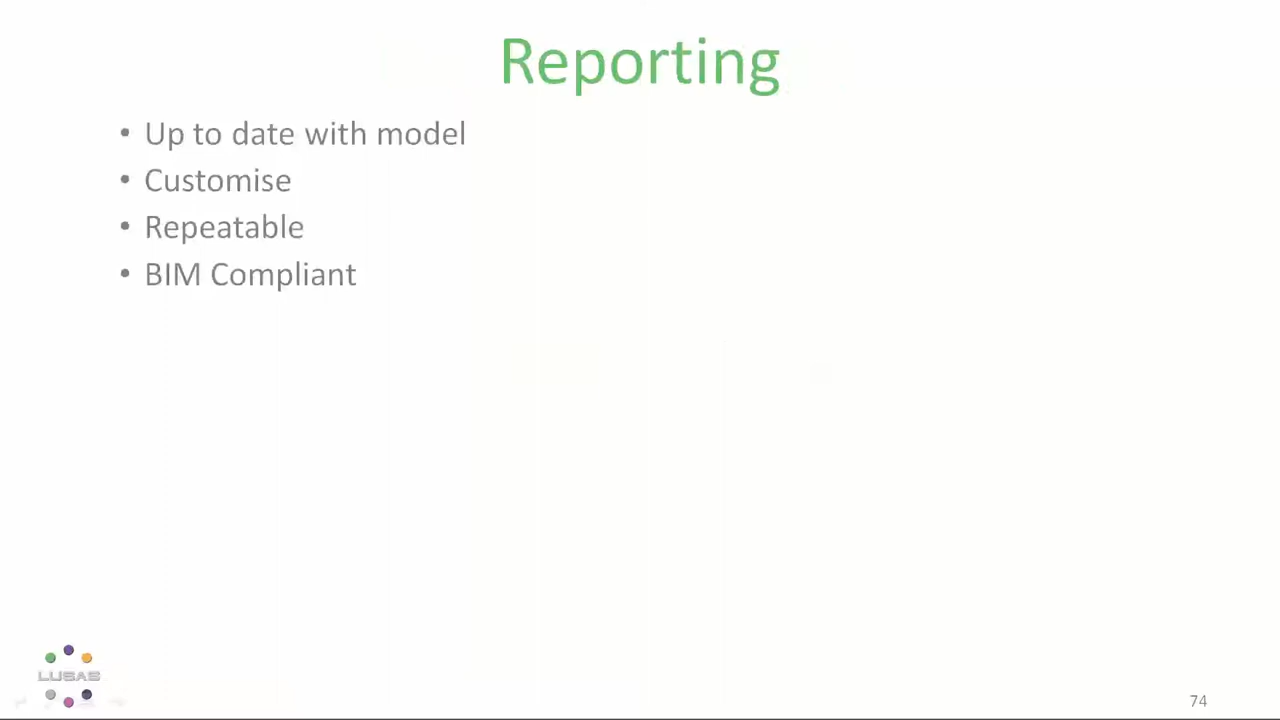 Reporting
• Up to date with model
• Customise
• Repeatable
• BIM Compliant
LUSAS
74